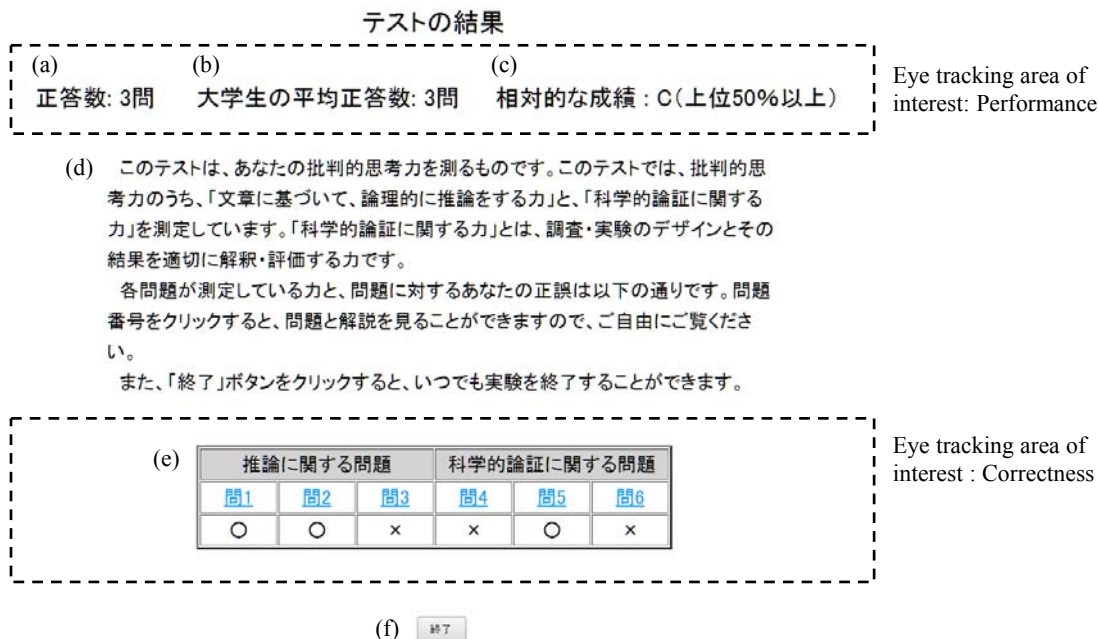 テストの結果
(a) (b) (c)
正答数: 3問 大学生の平均正答数: 3問 相対的な成績 : C(上位50%以上)
Eye tracking area of
interest: Performance
(d) このテストは、あなたの批判的思考力を測るものです。このテストでは、批判的思
考力のうち、「文章に基づいて、論理的に推論をする力」と、「科学的論証に関する
力」を測定しています。「科学的論証に関する力」とは、調査・実験のデザインとその
結果を適切に解釈・評価する力です。
各問題が測定している力と、問題に対するあなたの正誤は以下の通りです。問題
番号をクリックすると、問題と解説を見ることができますので、ご自由にご覧くださ
い。
また、「終了」ボタンをクリックすると、いつでも実験を終了することができます。
Eye tracking area of
interest : Correctness
(e) 推論に関する問題 科学的論証に関する問題
問1 問2 問3 問4 問5 問6
○ ○ × × ○ ×
(f) 終了